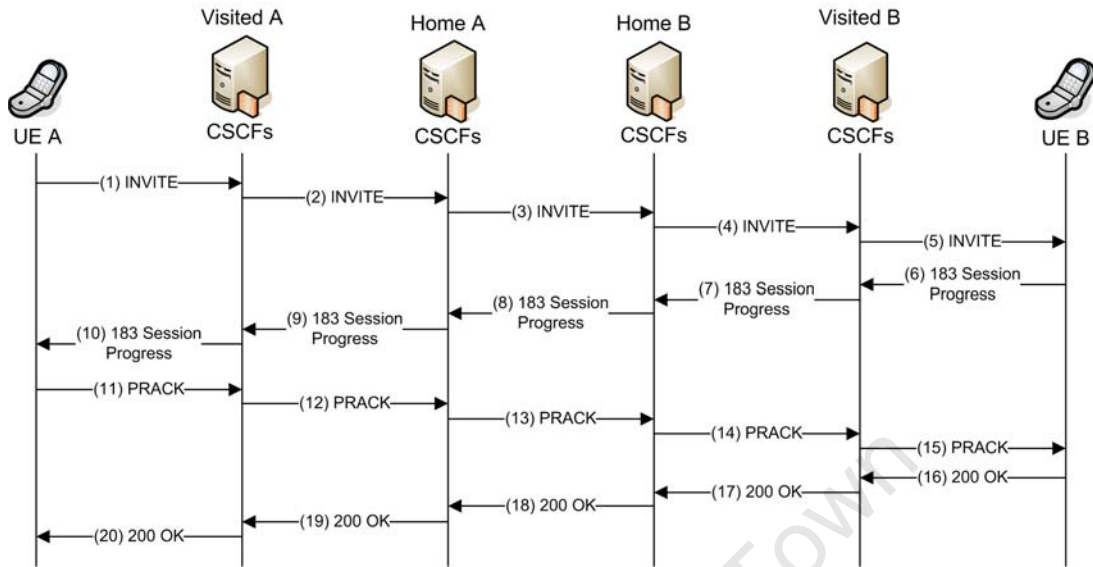 Visited A
Home A
Home B
Visited B
UE A
CSCFs
CSCFs
CSCFs
CSCFs
UE B
(1) INVITE
(2) INVITE
(3) INVITE
(4) INVITE
(5) INVITE
(6) 183 Session
Progress
(7) 183 Session
Progress
(8) 183 Session
Progress
(9) 183 Session
Progress
(10) 183 Session
Progress
(11) PRACK
(12) PRACK
(13) PRACK
(14) PRACK
(15) PRACK
(16) 200 OK
(17) 200 OK
(18) 200 OK
(19) 200 OK
(20) 200 OK
Town